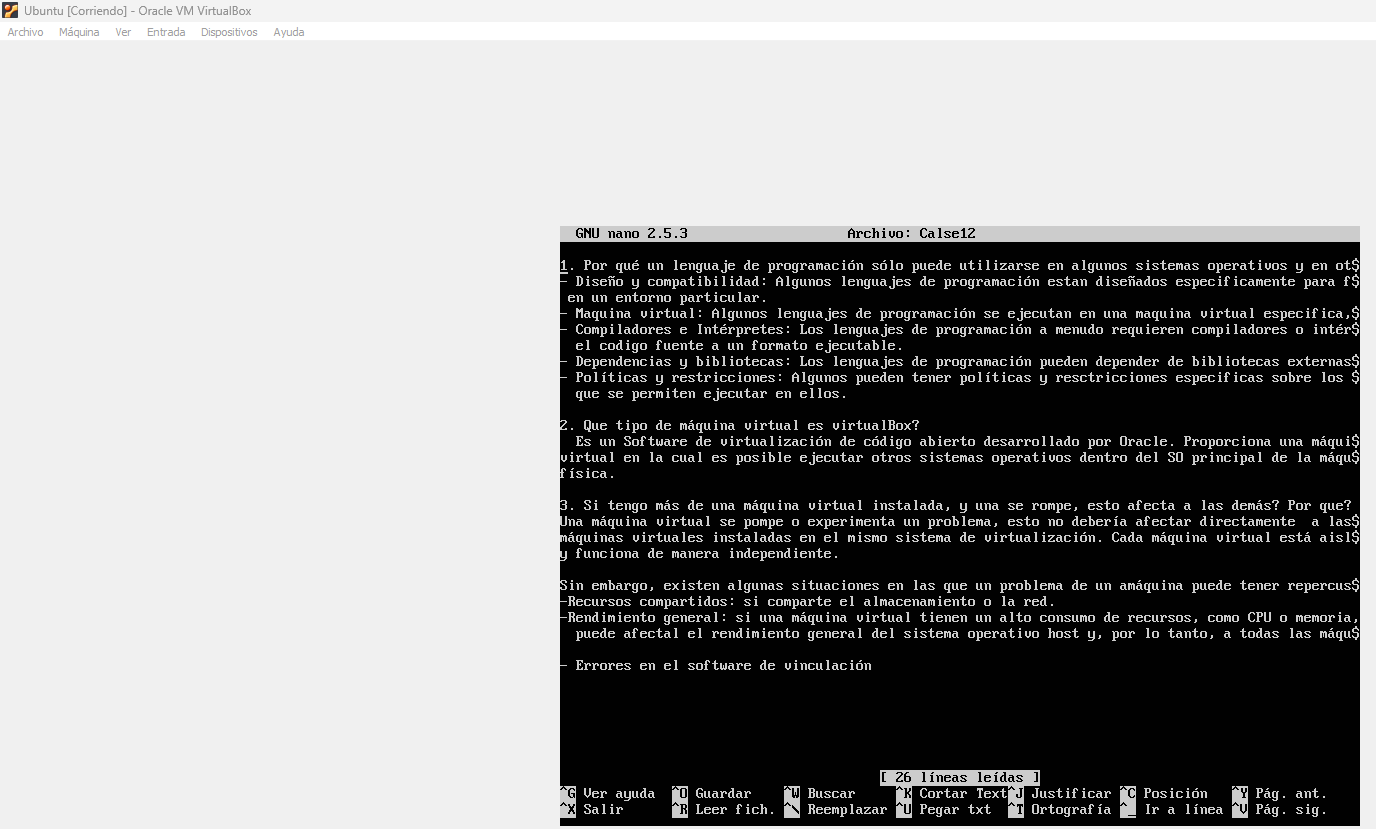 Ubuntu [Corriendo] - Oracle VM VirtualBox
Archivo Máquina Ver Entrada Dispositivos Ayuda
GNU nano 2.5.3 Archivo: Calse12
1. Por qué un lenguaje de programación sólo puede utilizarse en algunos sistemas operativos y en ot$
- Diseño y compatibilidad: Algunos lenguajes de programación estan diseñados especificamente para f$
en un entorno particular.
- Maquina virtual: Algunos lenguajes de programación se ejecutan en una maquina virtual especifica,$
- Compiladores e Intérpretes: Los lenguajes de programación a menudo requieren compiladores o intér$
el codigo fuente a un formato ejecutable.
- Dependencias y bibliotecas: Los lenguajes de programación pueden depender de bibliotecas externas$
- Políticas y restricciones: Algunos pueden tener políticas y resctricciones especificas sobre los $
que se permiten ejecutar en ellos.
2. Que tipo de máquina virtual es virtualBox?
Es un Software de virtualización de código abierto desarrollado por Oracle. Proporciona una máqui$
virtual en la cual es posible ejecutar otros sistemas operativos dentro del SO principal de la máqu$
física.
3. Si tengo más de una máquina virtual instalada, y una se rompe, esto afecta a las demás? Por que?
Una máquina virtual se pompe o experimenta un problema, esto no debería afectar directamente  a las$
máquinas virtuales instaladas en el mismo sistema de virtualización. Cada máquina virtual está aisl$
y funciona de manera independiente.
Sin embargo, existen algunas situaciones en las que un problema de un amáquina puede tener repercus$
-Recursos compartidos: si comparte el almacenamiento o la red.
-Rendimiento general: si una máquina virtual tienen un alto consumo de recursos, como CPU o memoria,
puede afectal el rendimiento general del sistema operativo host y, por lo tanto, a todas las máqu$
- Errores en el software de vinculación
[ 26 líneas leídas ]
^G Ver ayuda ^O Guardar ^W Buscar ^K Cortar Text ^J Justificar ^C Posición ^Y Pág. ant.
^X Salir ^R Leer fich. ^\ Reemplazar ^U Pegar txt ^T Ortografía ^_ Ir a línea ^V Pág. sig.